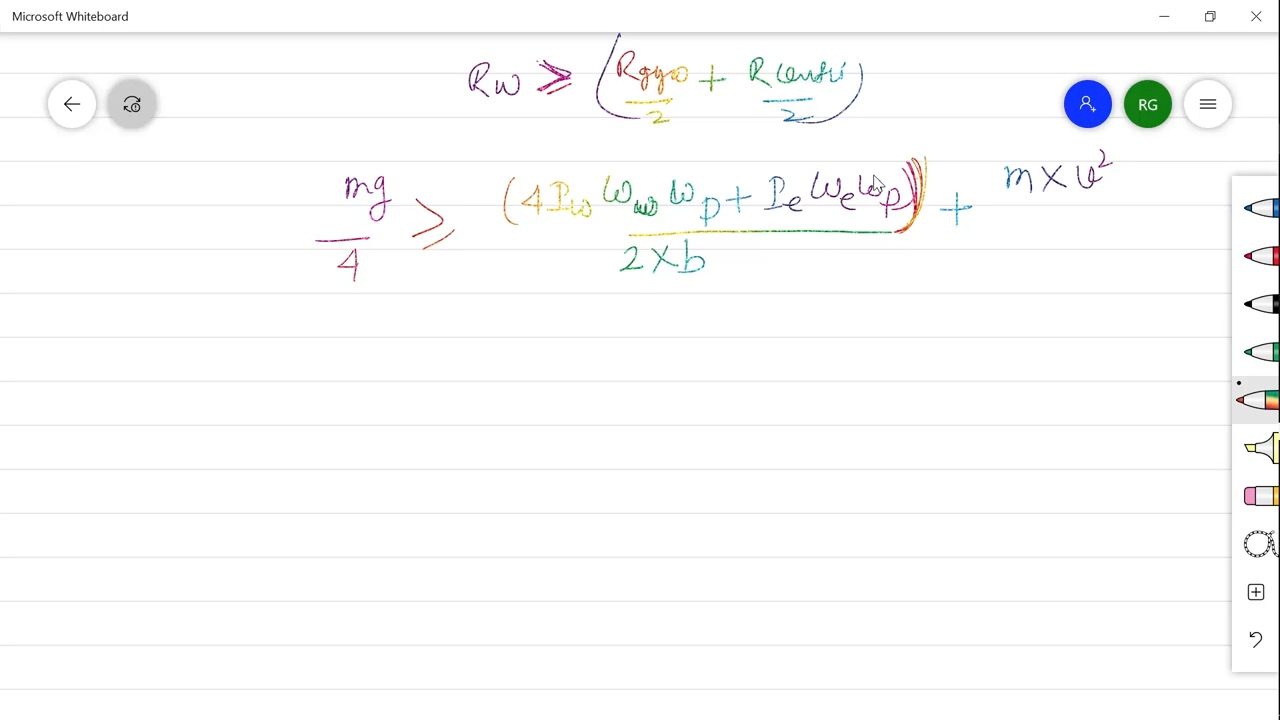 Microsoft Whiteboard
Rw ≥ (Rgyro/2 + Rcentri/2)
RG
mg/4 ≥ (4Iw ωw ωp + Ie ωe ωp)/(2×b) + m×v²